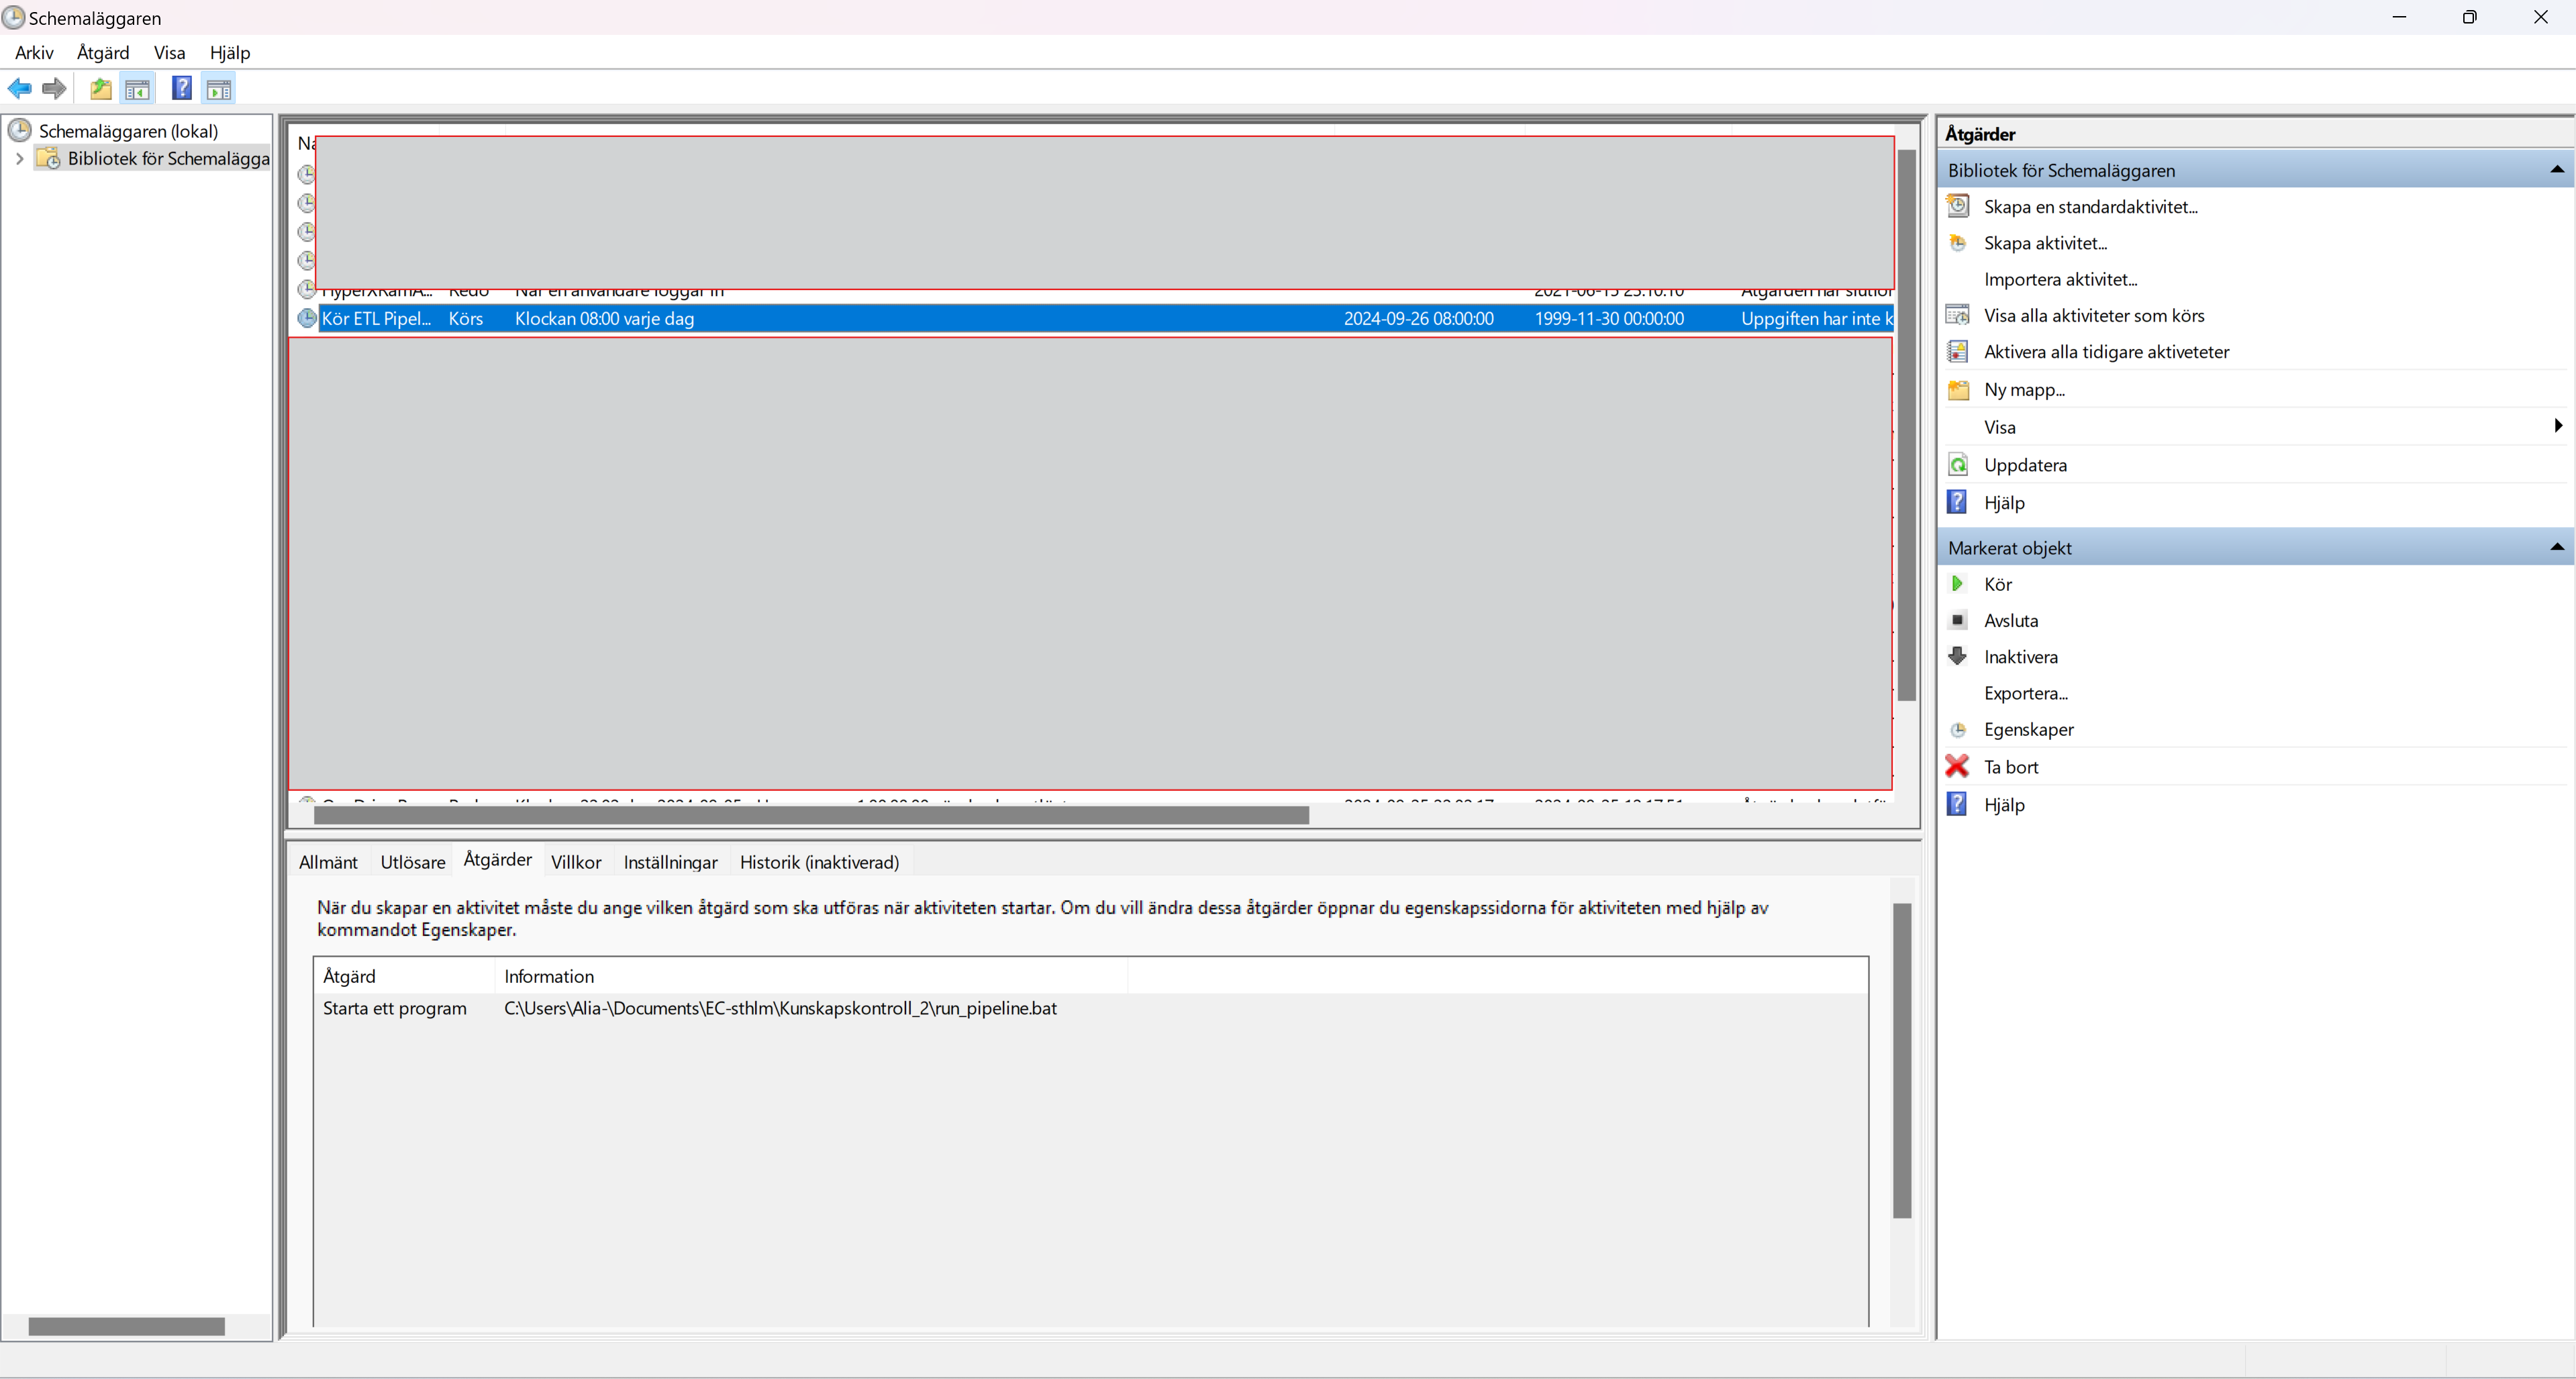 Schemaläggaren
Arkiv Åtgärd Visa Hjälp
Schemaläggaren (lokal)
Bibliotek för Schemalägga
Na
HyperXRamA... Redo När en användare loggar in 2021-06-15 23:10:10 Åtgärden har slutför
Kör ETL Pipel... Körs Klockan 08:00 varje dag 2024-09-26 08:00:00 1999-11-30 00:00:00 Uppgiften har inte k
Allmänt Utlösare Åtgärder Villkor Inställningar Historik (inaktiverad)
När du skapar en aktivitet måste du ange vilken åtgärd som ska utföras när aktiviteten startar. Om du vill ändra dessa åtgärder öppnar du egenskapssidorna för aktiviteten med hjälp av
kommandot Egenskaper.
Åtgärd Information
Starta ett program C:\Users\Alia-\Documents\EC-sthlm\Kunskapskontroll_2\run_pipeline.bat
Åtgärder
Bibliotek för Schemaläggaren
Skapa en standardaktivitet...
Skapa aktivitet...
Importera aktivitet...
Visa alla aktiviteter som körs
Aktivera alla tidigare aktiveteter
Ny mapp...
Visa
Uppdatera
Hjälp
Markerat objekt
Kör
Avsluta
Inaktivera
Exportera...
Egenskaper
Ta bort
Hjälp